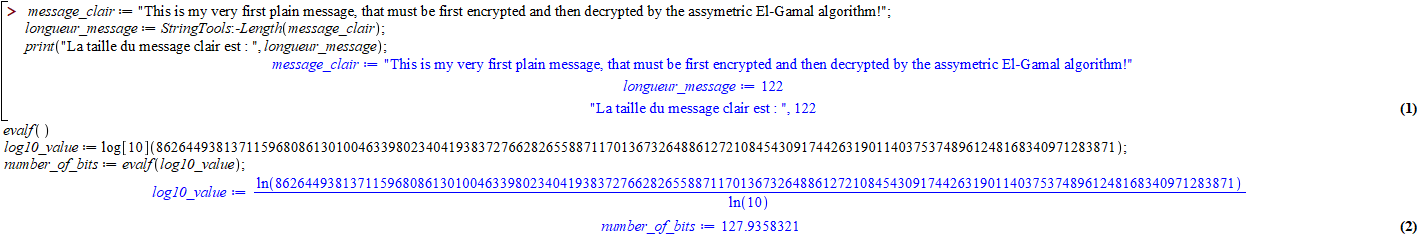 > message_clair := "This is my very first plain message, that must be first encrypted and then decrypted by the assymetric El-Gamal algorithm!";
longueur_message := StringTools:-Length(message_clair);
print("La taille du message clair est : ", longueur_message);
message_clair := "This is my very first plain message, that must be first encrypted and then decrypted by the assymetric El-Gamal algorithm!"
longueur_message := 122
"La taille du message clair est : ", 122 (1)
evalf( )
log10_value := log[10](86264493813711596808613010046339802340419383727662826558871170136732648861272108454309174426319011403753748961248168340971283871);
number_of_bits := evalf(log10_value);
log10_value := ln(86264493813711596808613010046339802340419383727662826558871170136732648861272108454309174426319011403753748961248168340971283871)
ln(10)
number_of_bits := 127.9358321 (2)